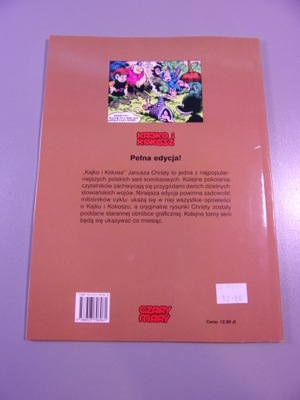 KAJKO i
KOKOSZ
Pełna edycja!
„Kajko i Kokosz" Janusza Christy to jedna z najpopular-
niejszych polskich serii komiksowych. Kolejne pokolenia
czytelników zachwycają się przygodami dwóch dzielnych
słowiańskich wojów. Niniejsza edycja powinna zadowolić
miłośników cyklu: ukażą się w niej wszystkie opowieści
o Kajku i Kokoszu, a oryginalne rysunki Christy zostały
poddane starannej obróbce graficznej. Kolejne tomy serii
będą się ukazywać co miesiąc.
CZARY
MARY
Cena: 12,90 zł